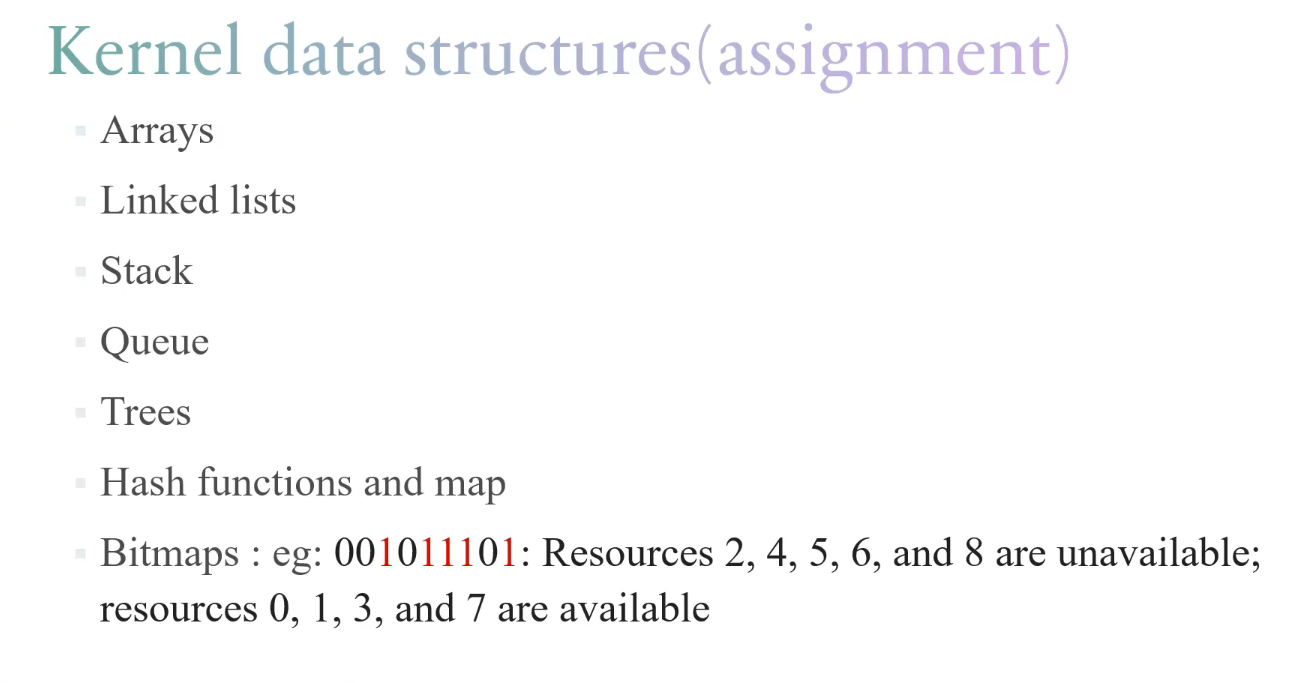 Kernel data structures(assignment)
Arrays
Linked lists
Stack
Queue
Trees
Hash functions and map
Bitmaps : eg: 001011101: Resources 2, 4, 5, 6, and 8 are unavailable;
resources 0, 1, 3, and 7 are available